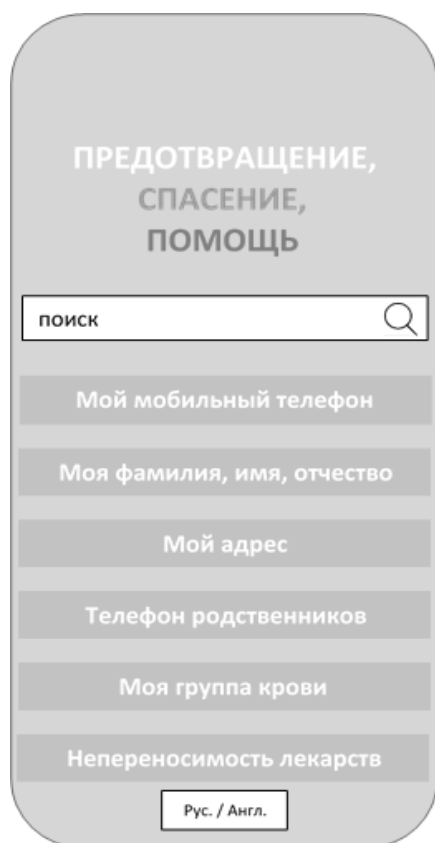 ПРЕДОТВРАЩЕНИЕ,
СПАСЕНИЕ,
ПОМОЩЬ
поиск
Мой мобильный телефон
Моя фамилия, имя, отчество
Мой адрес
Телефон родственников
Моя группа крови
Непереносимость лекарств
Рус. / Англ.